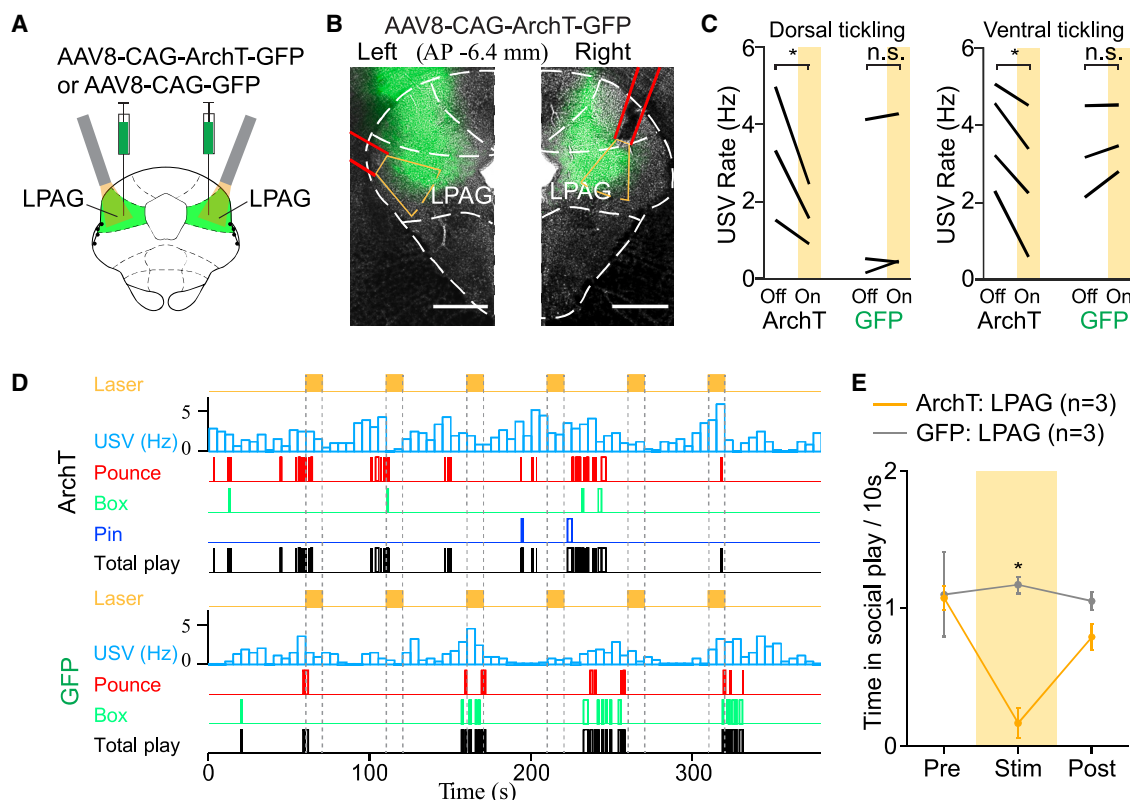 A
AAV8-CAG-ArchT-GFP
or AAV8-CAG-GFP
LPAG
LPAG
B
AAV8-CAG-ArchT-GFP
Left (AP -6.4 mm) Right
LPAG
LPAG
C
Dorsal tickling
USV Rate (Hz)
6
4
2
0
*
n.s.
Off On
Off On
ArchT
GFP
Ventral tickling
USV Rate (Hz)
6
4
2
0
*
n.s.
Off On
Off On
ArchT
GFP
D
ArchT
Laser
5
USV (Hz)
0
Pounce
Box
Pin
Total play
GFP
Laser
5
USV (Hz)
0
Pounce
Box
Total play
0 100 200 300
Time (s)
E
ArchT: LPAG (n=3)
GFP: LPAG (n=3)
Time in social play / 10s
2
1
0
*
Pre Stim Post